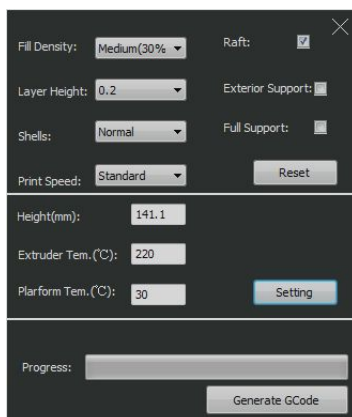 Fill Density: Medium(30% Raft:
Layer Height: 0.2 Exterior Support:
Shells: Normal Full Support:
Print Speed: Standard Reset
Height(mm): 141.1
Extruder Tem.(℃): 220
Plarform Tem.(℃): 30 Setting
Progress:
Generate GCode